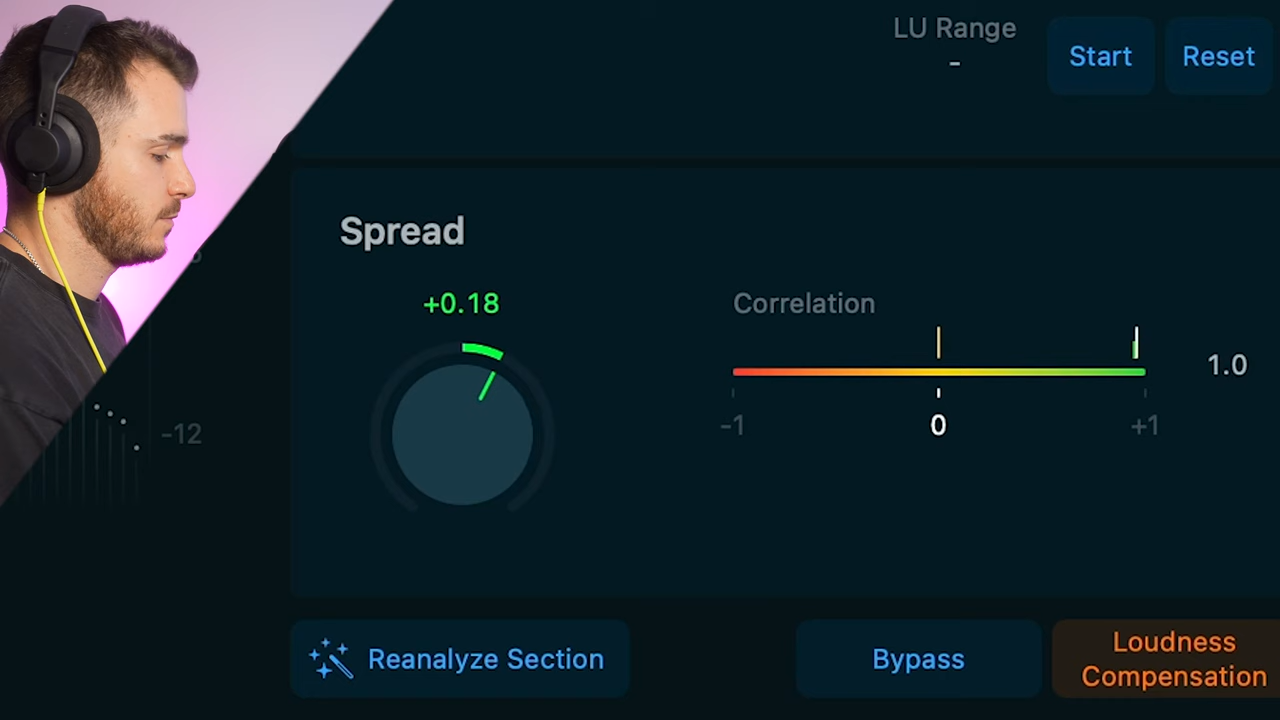 LU Range
-
Start
Reset
Spread
+0.18
Correlation
1.0
-1
0
+1
-12
Reanalyze Section
Bypass
Loudness
Compensation